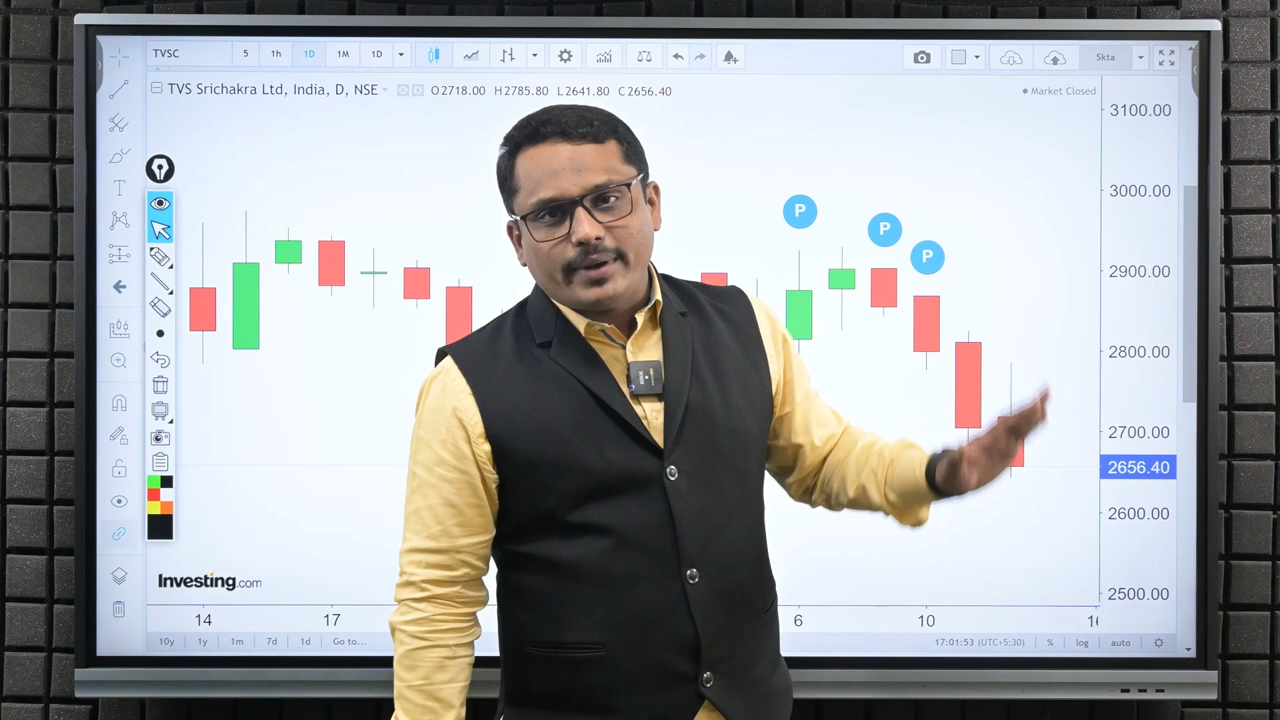 TVSC 5 1h 1D 1M 1D Skta
TVS Srichakra Ltd, India, D, NSE O2718.00 H2785.80 L2641.80 C2656.40 Market Closed
3100.00
3000.00
2900.00
2800.00
2700.00
2656.40
2600.00
2500.00
T
P
P
P
Investing.com
14 17 6 10
10y 1y 1m 7d 1d Go to... 17:01:53 (UTC+5:30) % log auto